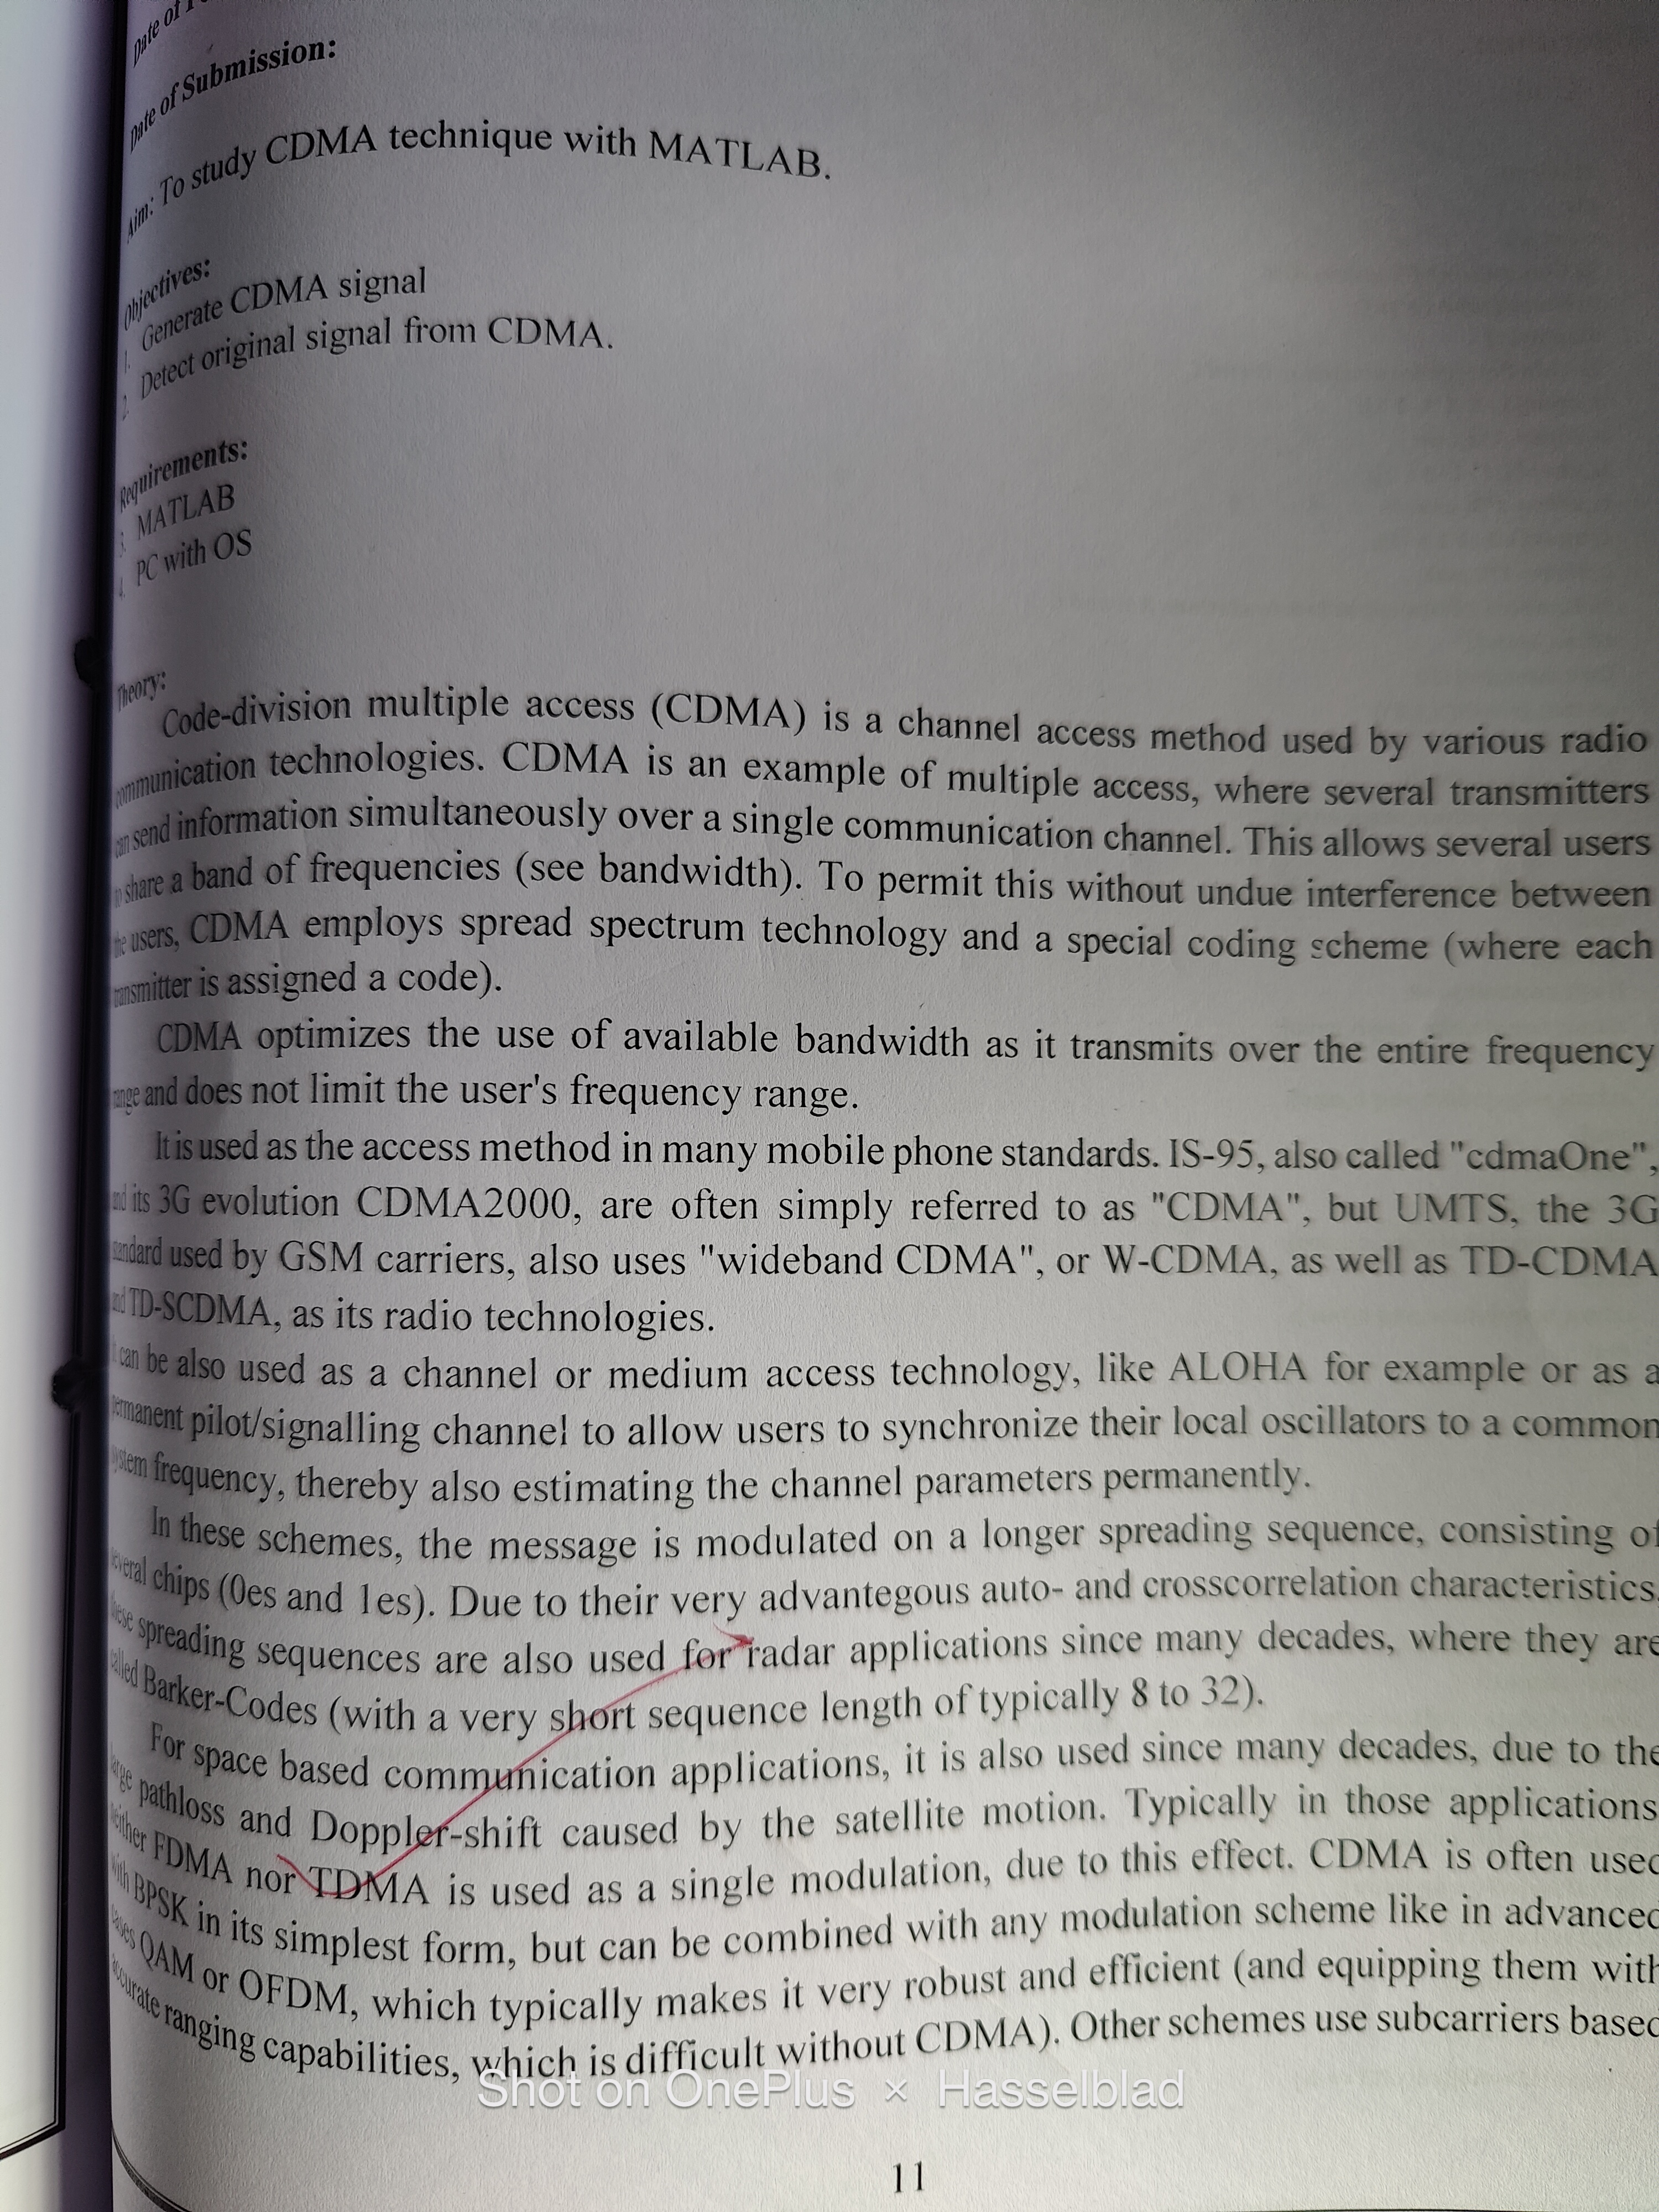 Date of
Date of Submission:
Aim: To study CDMA technique with MATLAB.
Objectives:
1. Generate CDMA signal
2. Detect original signal from CDMA.
Requirements:
3. MATLAB
4. PC with OS
Theory:
Code-division multiple access (CDMA) is a channel access method used by various radio
communication technologies. CDMA is an example of multiple access, where several transmitters
can send information simultaneously over a single communication channel. This allows several users
to share a band of frequencies (see bandwidth). To permit this without undue interference between
the users, CDMA employs spread spectrum technology and a special coding scheme (where each
transmitter is assigned a code).
CDMA optimizes the use of available bandwidth as it transmits over the entire frequency
range and does not limit the user's frequency range.
It is used as the access method in many mobile phone standards. IS-95, also called "cdmaOne",
and its 3G evolution CDMA2000, are often simply referred to as "CDMA", but UMTS, the 3G
standard used by GSM carriers, also uses "wideband CDMA", or W-CDMA, as well as TD-CDMA
and TD-SCDMA, as its radio technologies.
can be also used as a channel or medium access technology, like ALOHA for example or as a
permanent pilot/signalling channel to allow users to synchronize their local oscillators to a common
system frequency, thereby also estimating the channel parameters permanently.
In these schemes, the message is modulated on a longer spreading sequence, consisting of
several chips (0es and 1es). Due to their very advantegous auto- and crosscorrelation characteristics,
these spreading sequences are also used for radar applications since many decades, where they are
called Barker-Codes (with a very short sequence length of typically 8 to 32).
For space based communication applications, it is also used since many decades, due to the
large pathloss and Doppler-shift caused by the satellite motion. Typically in those applications
neither FDMA nor TDMA is used as a single modulation, due to this effect. CDMA is often used
with BPSK in its simplest form, but can be combined with any modulation scheme like in advanced
cases QAM or OFDM, which typically makes it very robust and efficient (and equipping them with
accurate ranging capabilities, which is difficult without CDMA). Other schemes use subcarriers based
Shot on OnePlus × Hasselblad
11